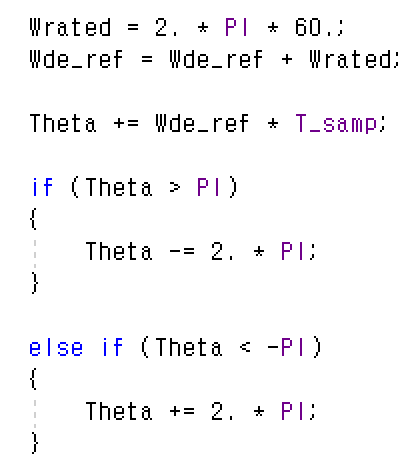 Wrated = 2. * PI * 60.;
Wde_ref = Wde_ref + Wrated;
Theta += Wde_ref * T_samp;
if (Theta > PI)
{
Theta -= 2. * PI;
}
else if (Theta < -PI)
{
Theta += 2. * PI;
}